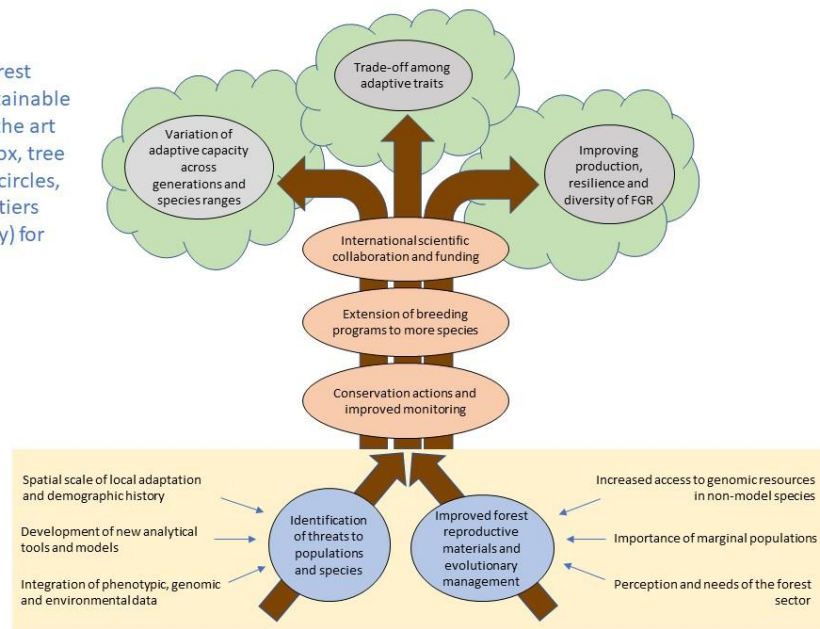 rest
tainable
the art
ox, tree
circles,
tiers
y) for
Trade-off among
adaptive traits
Variation of
adaptive capacity
across
generations and
species ranges
Improving
production,
resilience and
diversity of FGR
International scientific
collaboration and funding
Extension of breeding
programs to more species
Conservation actions and
improved monitoring
Spatial scale of local adaptation
and demographic history
Development of new analytical
tools and models
Integration of phenotypic, genomic
and environmental data
Identification
of threats to
populations
and species
Improved forest
reproductive
materials and
evolutionary
management
Increased access to genomic resources
in non-model species
Importance of marginal populations
Perception and needs of the forest
sector